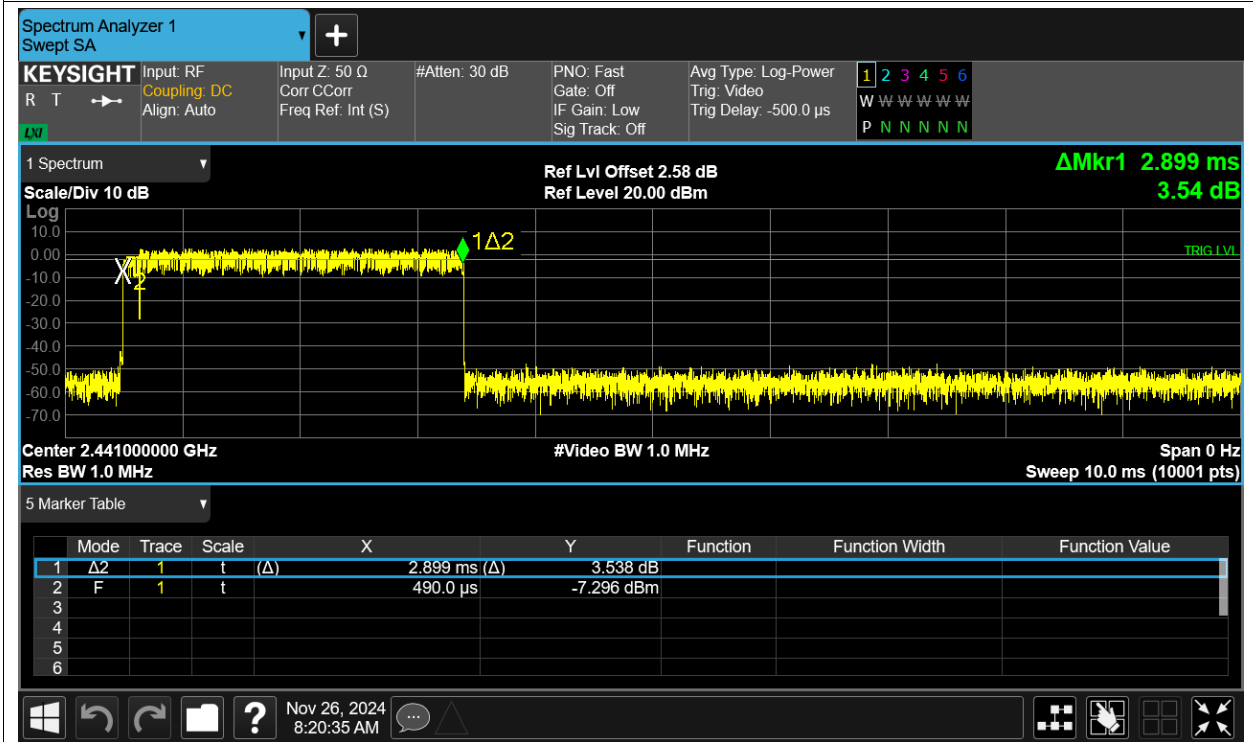 Spectrum Analyzer 1
Swept SA
KEYSIGHT
R T
LXI
Input: RF
Coupling: DC
Align: Auto
Input Z: 50 Ω
Corr CCorr
Freq Ref: Int (S)
#Atten: 30 dB
PNO: Fast
Gate: Off
IF Gain: Low
Sig Track: Off
Avg Type: Log-Power
Trig: Video
Trig Delay: -500.0 µs
1 2 3 4 5 6
W W W W W W
P N N N N N
1 Spectrum
Scale/Div 10 dB
Ref Lvl Offset 2.58 dB
Ref Level 20.00 dBm
ΔMkr1 2.899 ms
3.54 dB
Log
10.0
0.00
-10.0
-20.0
-30.0
-40.0
-50.0
-60.0
-70.0
1Δ2
X2
TRIG LVL
Center 2.441000000 GHz
#Video BW 1.0 MHz
Span 0 Hz
Res BW 1.0 MHz
Sweep 10.0 ms (10001 pts)
5 Marker Table
Mode Trace Scale X Y Function Function Width Function Value
1 Δ2 1 t (Δ) 2.899 ms (Δ) 3.538 dB
2 F 1 t 490.0 µs -7.296 dBm
3
4
5
6
?
Nov 26, 2024
8:20:35 AM